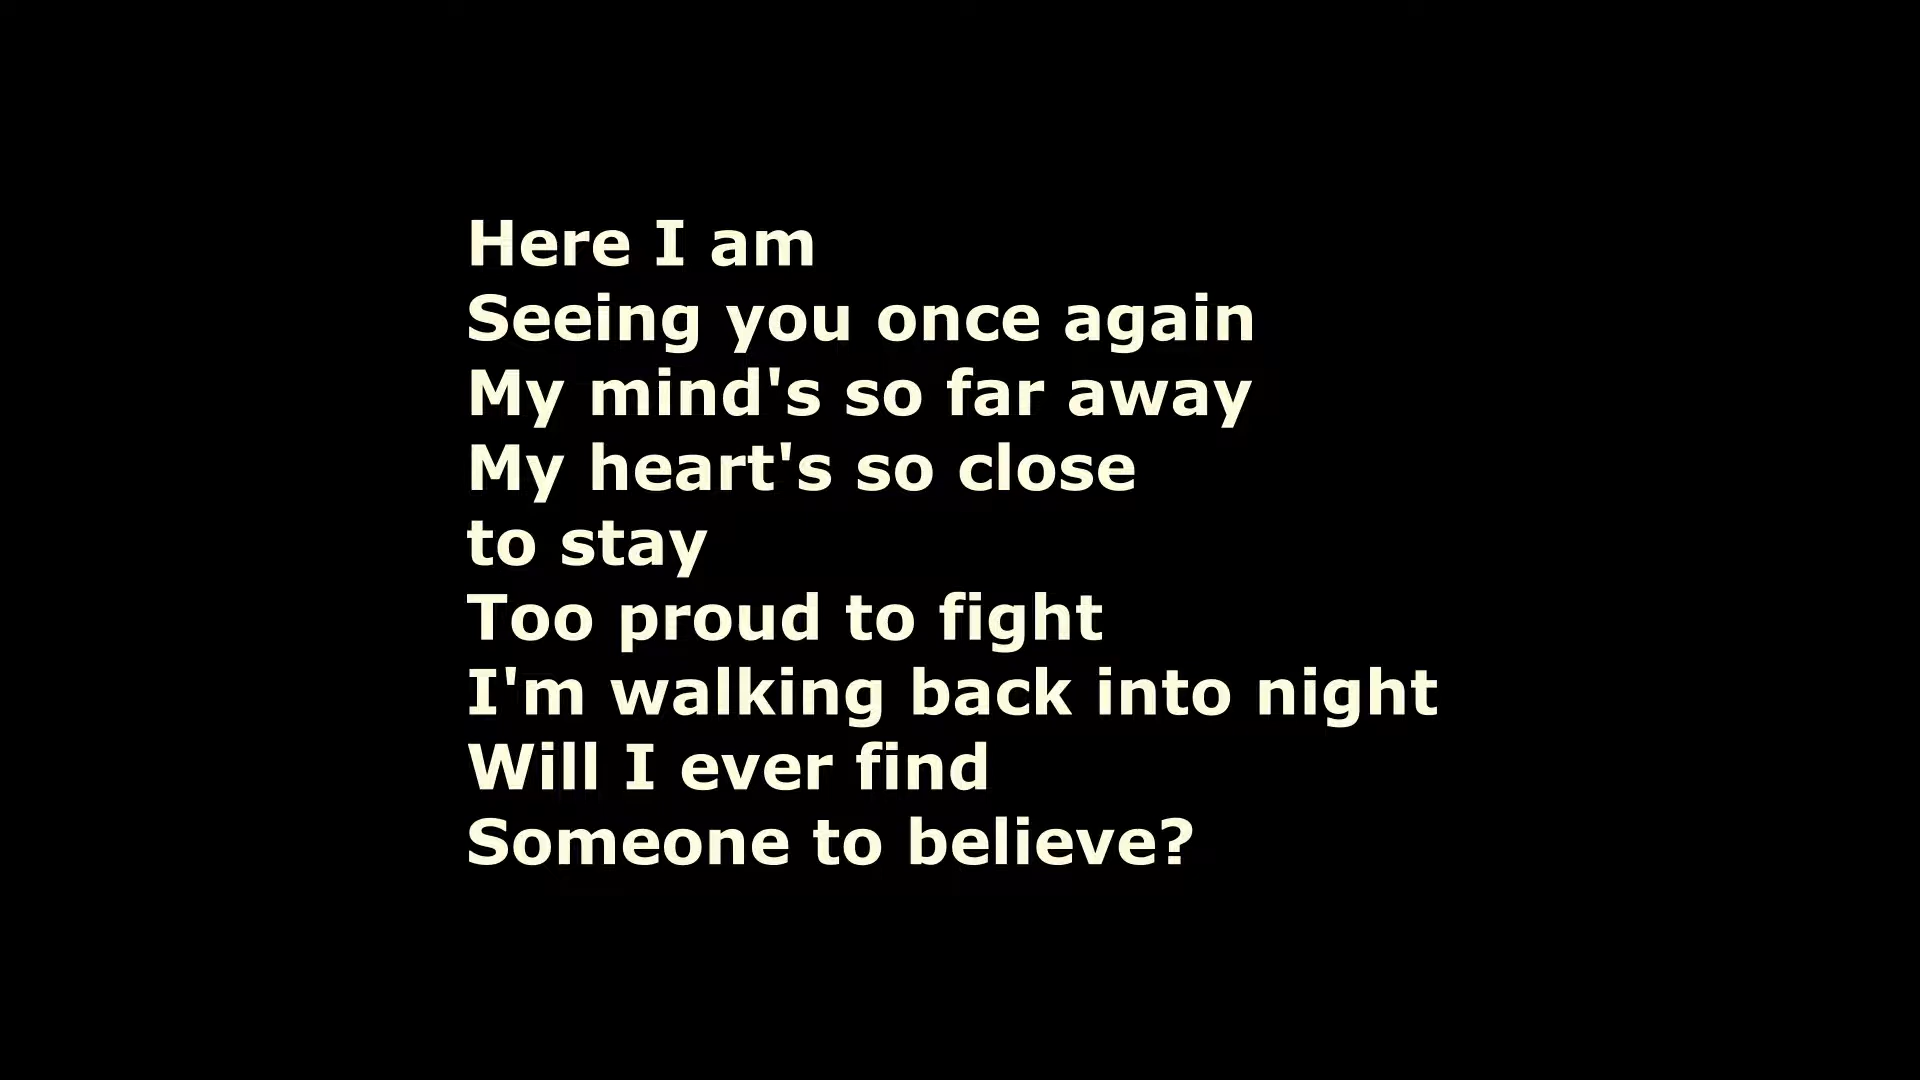 Here I am
Seeing you once again
My mind's so far away
My heart's so close
to stay
Too proud to fight
I'm walking back into night
Will I ever find
Someone to believe?